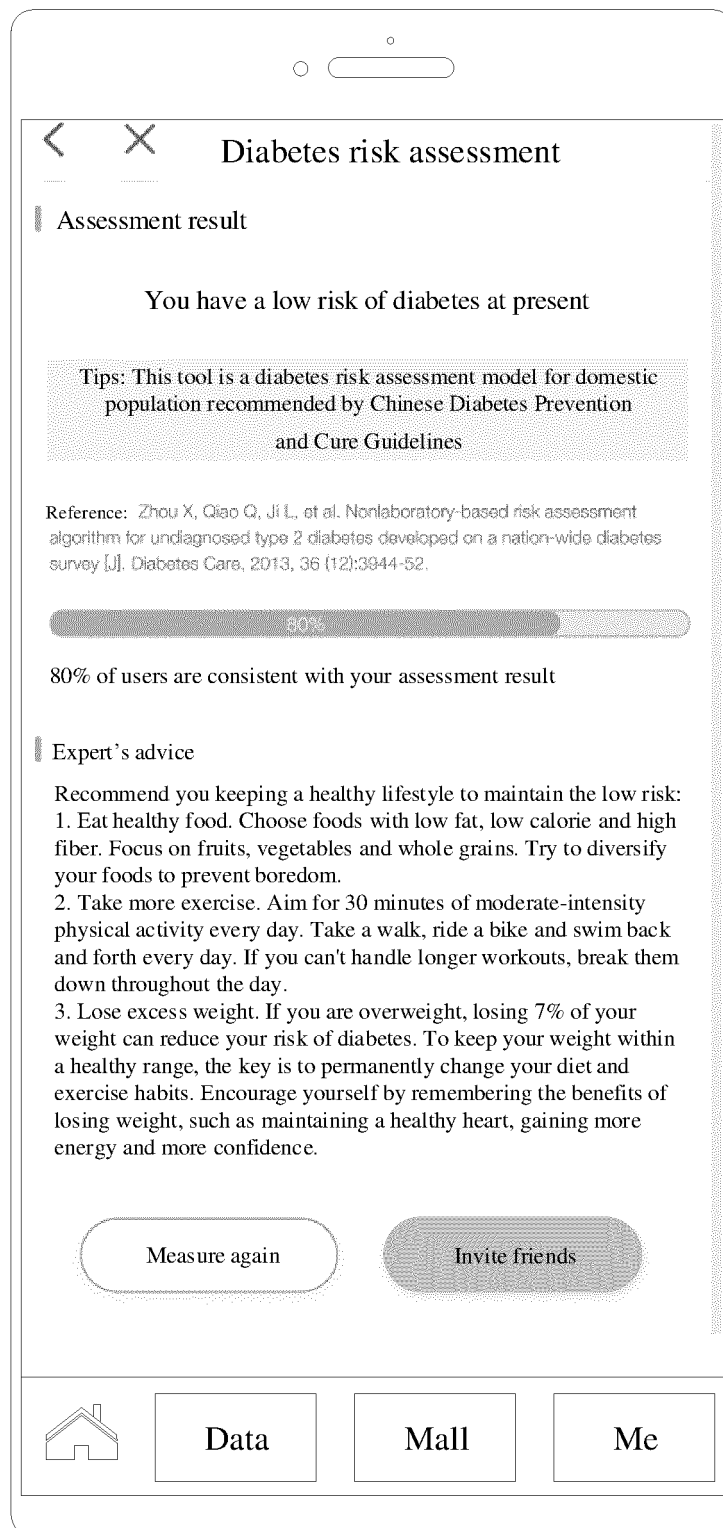 Diabetes risk assessment
Assessment result
You have a low risk of diabetes at present
Tips: This tool is a diabetes risk assessment model for domestic
population recommended by Chinese Diabetes Prevention
and Cure Guidelines
Reference: Zhou X, Qiao Q, Ji L, et al. Nonlaboratory-based risk assessment
algorithm for undiagnosed type 2 diabetes developed on a nation-wide diabetes
survey [J]. Diabetes Care, 2013, 36 (12):3944-52.
80%
80% of users are consistent with your assessment result
Expert's advice
Recommend you keeping a healthy lifestyle to maintain the low risk:
1. Eat healthy food. Choose foods with low fat, low calorie and high
fiber. Focus on fruits, vegetables and whole grains. Try to diversify
your foods to prevent boredom.
2. Take more exercise. Aim for 30 minutes of moderate-intensity
physical activity every day. Take a walk, ride a bike and swim back
and forth every day. If you can't handle longer workouts, break them
down throughout the day.
3. Lose excess weight. If you are overweight, losing 7% of your
weight can reduce your risk of diabetes. To keep your weight within
a healthy range, the key is to permanently change your diet and
exercise habits. Encourage yourself by remembering the benefits of
losing weight, such as maintaining a healthy heart, gaining more
energy and more confidence.
Measure again
Invite friends
Data
Mall
Me